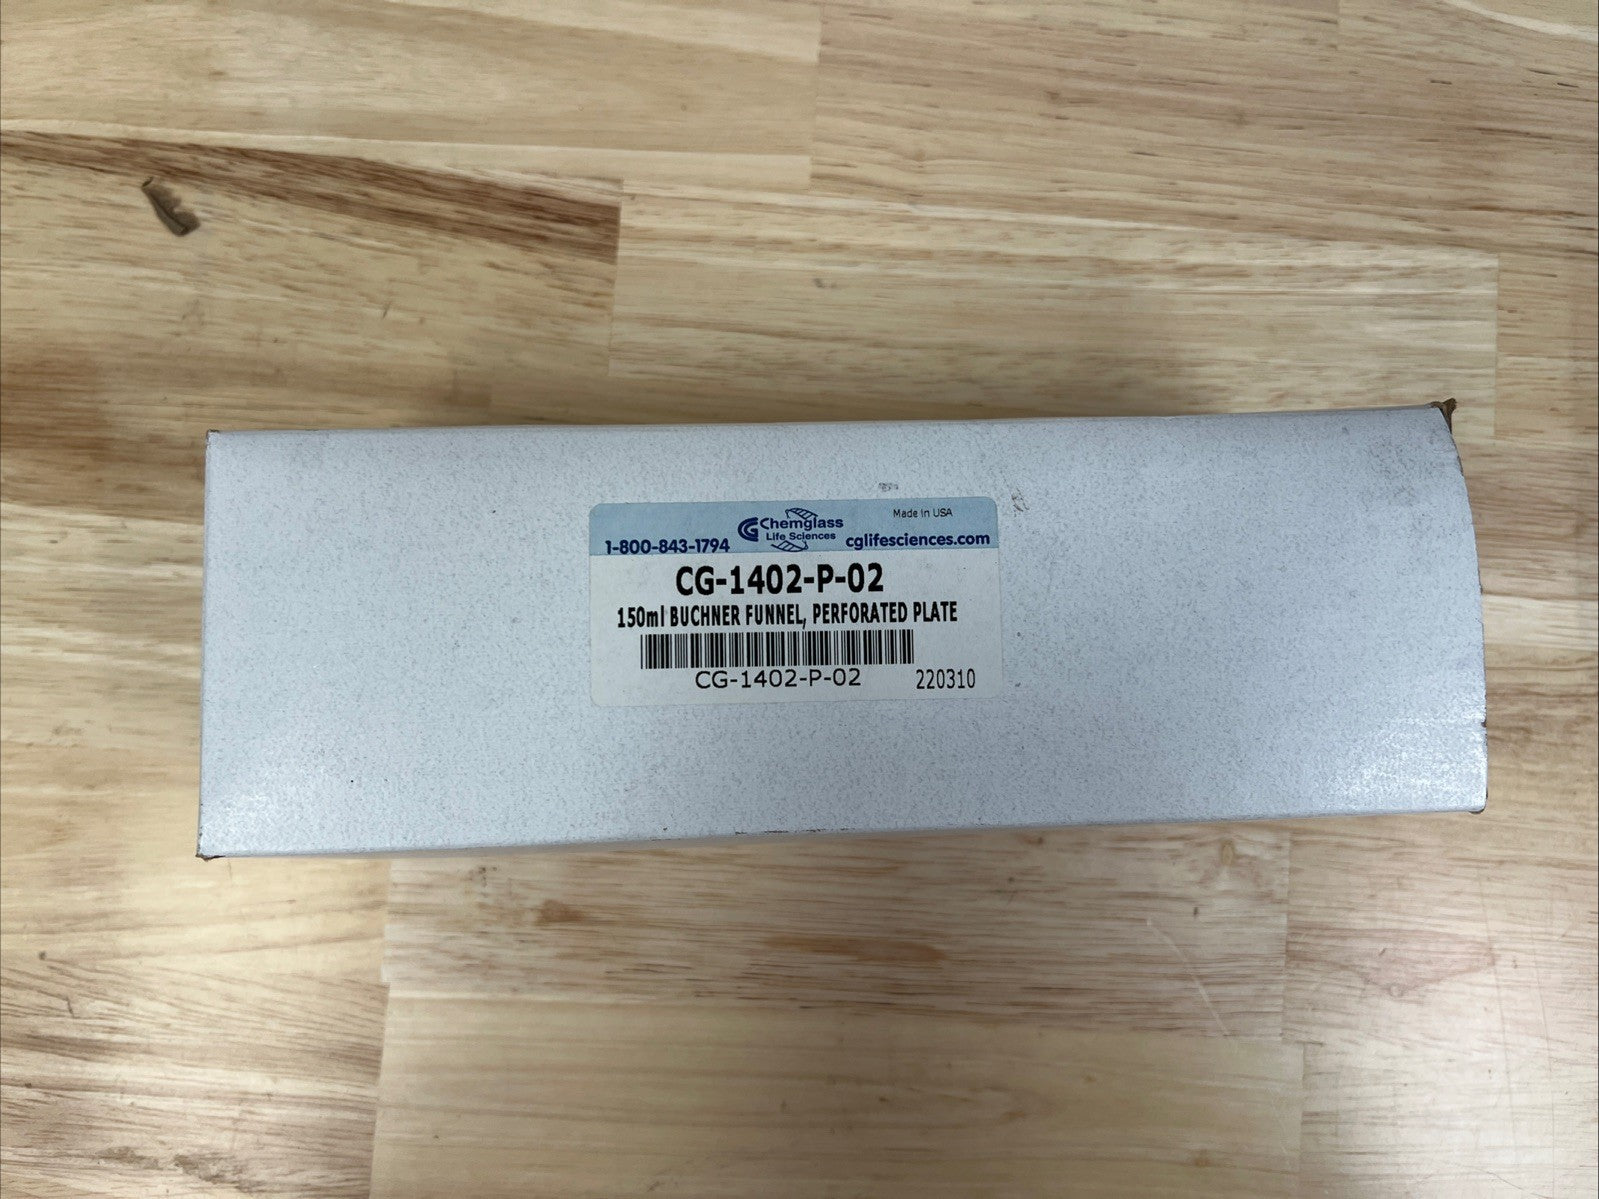 Made in USA
CG Chemglass
Life Sciences
1-800-843-1794
cglifesciences.com
CG-1402-P-02
150ml BUCHNER FUNNEL, PERFORATED PLATE
CG-1402-P-02
220310